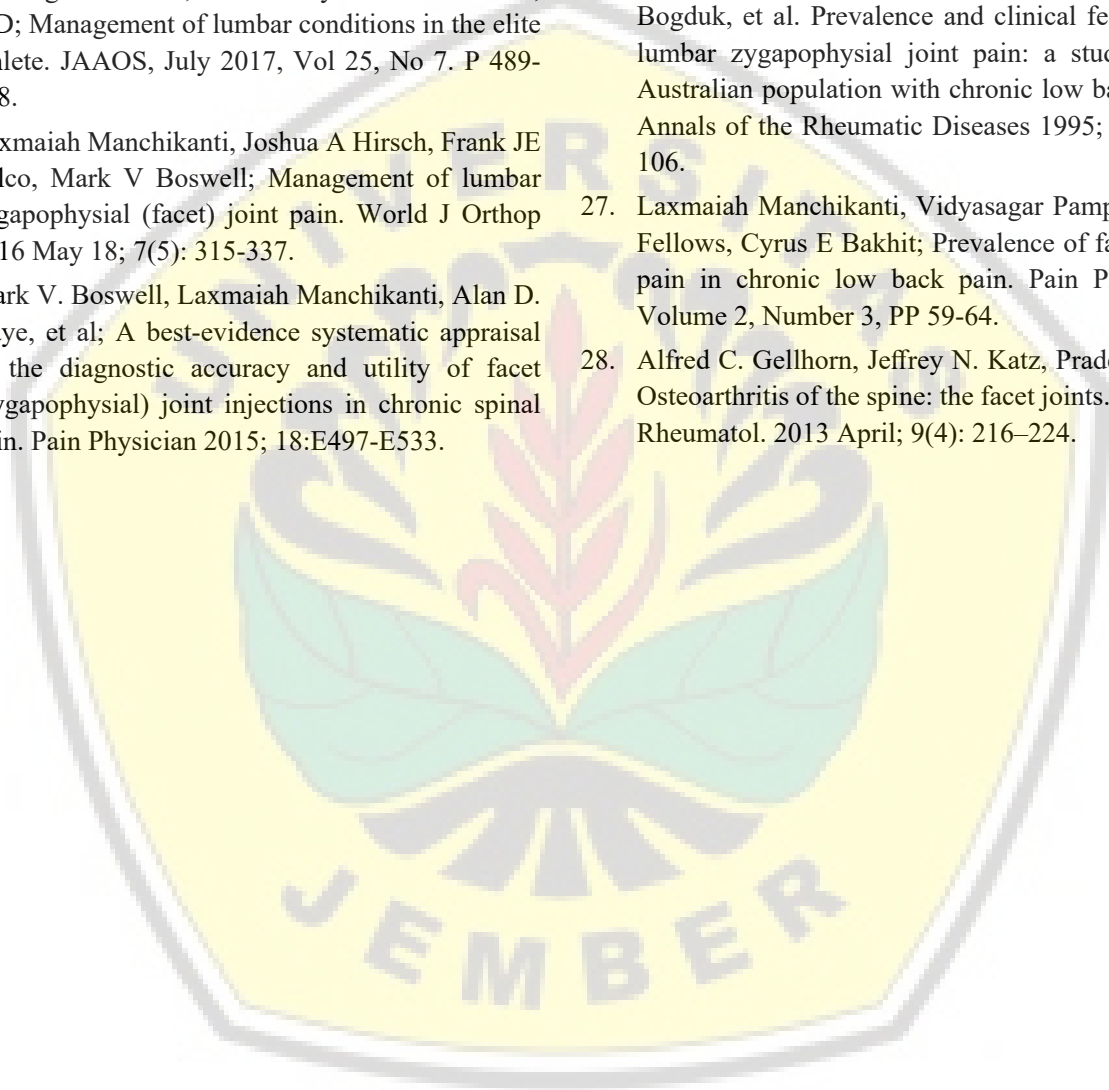 D; Management of lumbar conditions in the elite
hlete. JAAOS, July 2017, Vol 25, No 7. P 489-
8.
xmaiah Manchikanti, Joshua A Hirsch, Frank JE
lco, Mark V Boswell; Management of lumbar
gapophysial (facet) joint pain. World J Orthop
16 May 18; 7(5): 315-337.
ark V. Boswell, Laxmaiah Manchikanti, Alan D.
ye, et al; A best-evidence systematic appraisal
the diagnostic accuracy and utility of facet
ygapophysial) joint injections in chronic spinal
in. Pain Physician 2015; 18:E497-E533.
Bogduk, et al. Prevalence and clinical fe
lumbar zygapophysial joint pain: a stud
Australian population with chronic low ba
Annals of the Rheumatic Diseases 1995;
106.
27. Laxmaiah Manchikanti, Vidyasagar Pamp
Fellows, Cyrus E Bakhit; Prevalence of fa
pain in chronic low back pain. Pain P
Volume 2, Number 3, PP 59-64.
28. Alfred C. Gellhorn, Jeffrey N. Katz, Prad
Osteoarthritis of the spine: the facet joints.
Rheumatol. 2013 April; 9(4): 216–224.
UNIVERSITAS
JEMBER